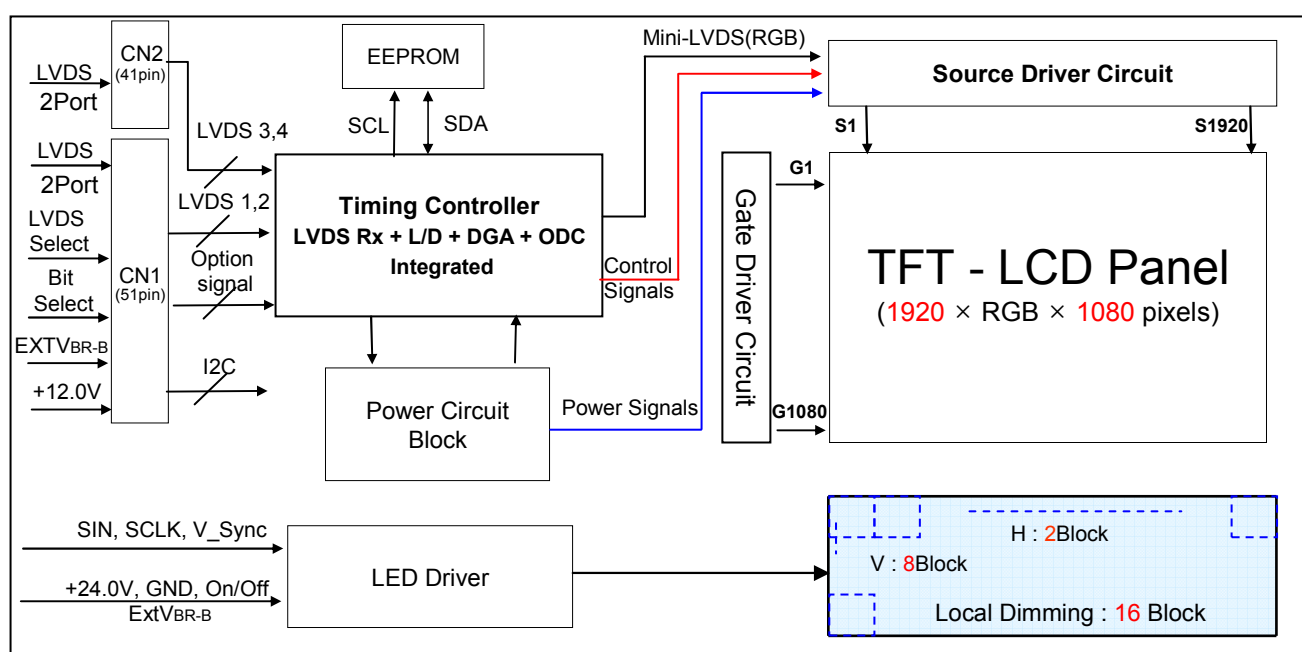 CN2
(41pin)
LVDS
2Port
EEPROM
SCL
SDA
Mini-LVDS(RGB)
Source Driver Circuit
S1
S1920
LVDS 3,4
LVDS
2Port
LVDS
Select
Bit
Select
EXTVBR-B
+12.0V
CN1
(51pin)
LVDS 1,2
Option
signal
I2C
Timing Controller
LVDS Rx + L/D + DGA + ODC
Integrated
Control
Signals
Power Circuit
Block
Power Signals
Gate Driver Circuit
G1
G1080
TFT - LCD Panel
(1920 × RGB × 1080 pixels)
SIN, SCLK, V_Sync
+24.0V, GND, On/Off
ExtVBR-B
LED Driver
H : 2Block
V : 8Block
Local Dimming : 16 Block